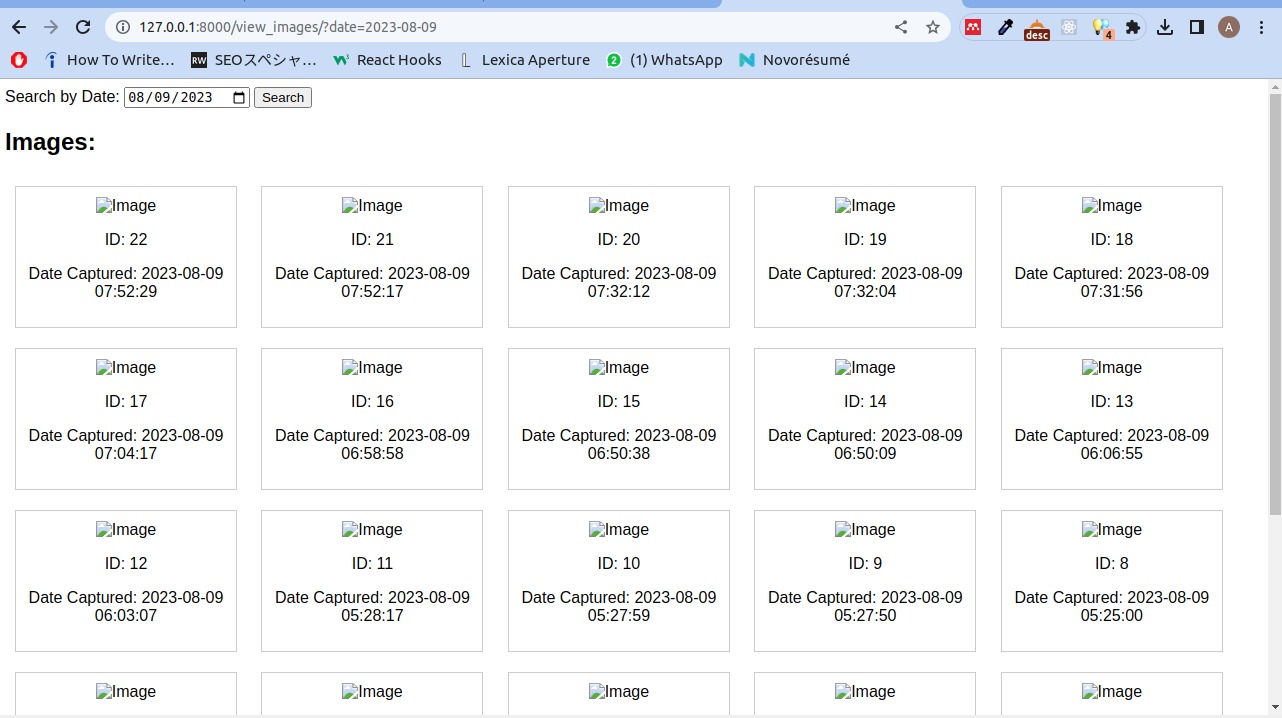 127.0.0.1:8000/view_images/?date=2023-08-09
desc
4
A
How To Write...
RW SEOスペシャ...
W3 React Hooks
L Lexica Aperture
2 (1) WhatsApp
N Novorésumé
Search by Date: 08/09/2023 Search
Images:
Image Image Image Image Image
ID: 22 ID: 21 ID: 20 ID: 19 ID: 18
Date Captured: 2023-08-09 Date Captured: 2023-08-09 Date Captured: 2023-08-09 Date Captured: 2023-08-09 Date Captured: 2023-08-09
07:52:29 07:52:17 07:32:12 07:32:04 07:31:56
Image Image Image Image Image
ID: 17 ID: 16 ID: 15 ID: 14 ID: 13
Date Captured: 2023-08-09 Date Captured: 2023-08-09 Date Captured: 2023-08-09 Date Captured: 2023-08-09 Date Captured: 2023-08-09
07:04:17 06:58:58 06:50:38 06:50:09 06:06:55
Image Image Image Image Image
ID: 12 ID: 11 ID: 10 ID: 9 ID: 8
Date Captured: 2023-08-09 Date Captured: 2023-08-09 Date Captured: 2023-08-09 Date Captured: 2023-08-09 Date Captured: 2023-08-09
06:03:07 05:28:17 05:27:59 05:27:50 05:25:00
Image Image Image Image Image